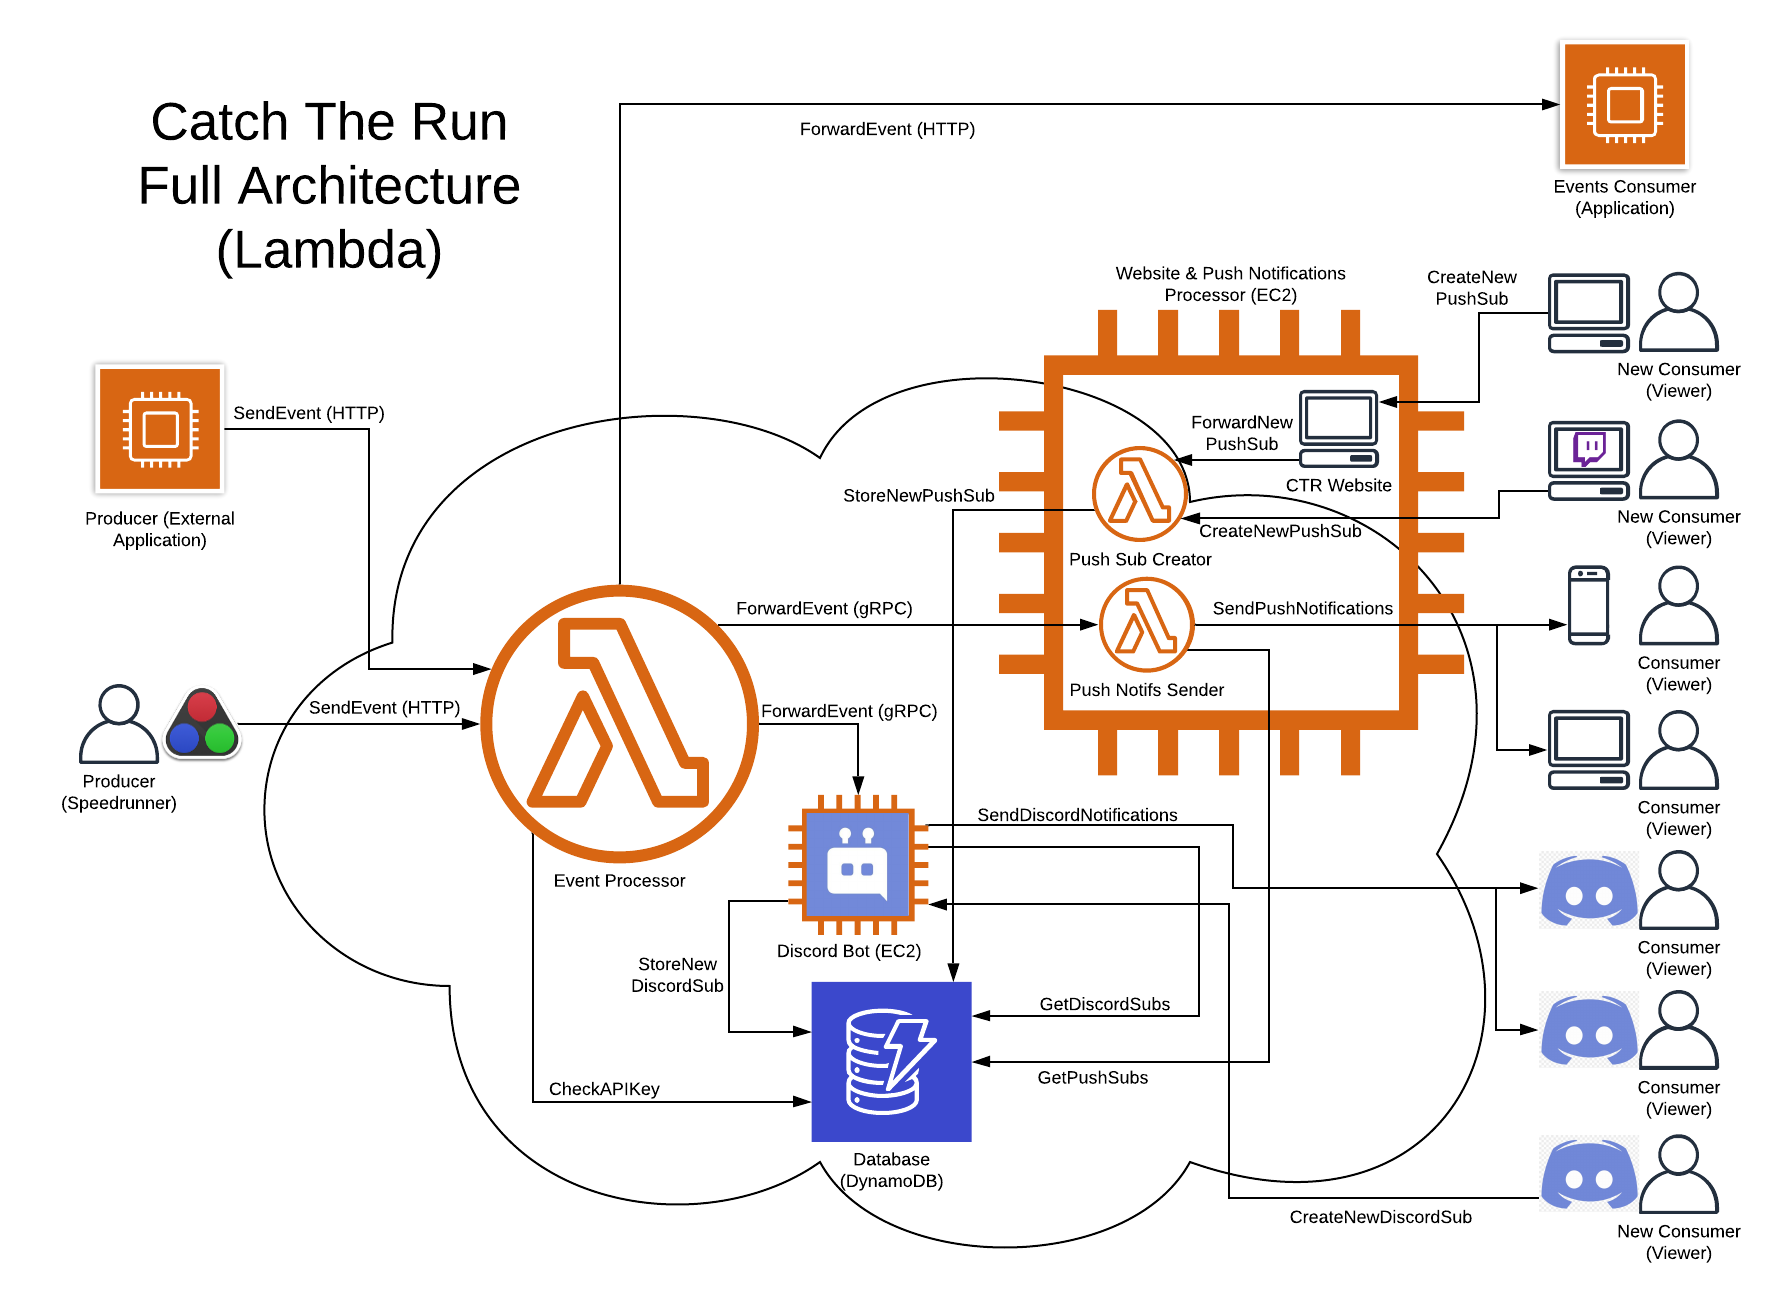 Catch The Run
Full Architecture
(Lambda)
ForwardEvent (HTTP)
Events Consumer
(Application)
Website & Push Notifications
Processor (EC2)
CreateNew
PushSub
New Consumer
(Viewer)
SendEvent (HTTP)
Producer (External
Application)
ForwardNew
PushSub
CTR Website
StoreNewPushSub
CreateNewPushSub
New Consumer
(Viewer)
Push Sub Creator
ForwardEvent (gRPC)
SendPushNotifications
Consumer
(Viewer)
Push Notifs Sender
SendEvent (HTTP)
ForwardEvent (gRPC)
Producer
(Speedrunner)
Consumer
(Viewer)
SendDiscordNotifications
Event Processor
Discord Bot (EC2)
Consumer
(Viewer)
StoreNew
DiscordSub
GetDiscordSubs
GetPushSubs
CheckAPIKey
Consumer
(Viewer)
Database
(DynamoDB)
CreateNewDiscordSub
New Consumer
(Viewer)